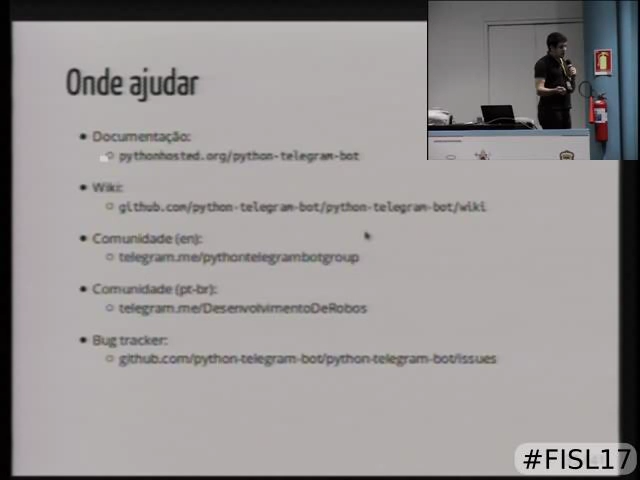 Onde ajudar
Documentação:
pythonhosted.org/python-telegram-bot
Wiki:
github.com/python-telegram-bot/python-telegram-bot/wiki
Comunidade (en):
telegram.me/pythontelegrambotgroup
Comunidade (pt-br):
telegram.me/DesenvolvimentoDeRobos
Bug tracker:
github.com/python-telegram-bot/python-telegram-bot/issues
#FISL17